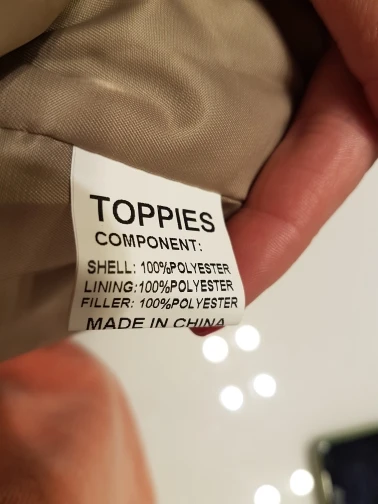 TOPPIES
COMPONENT:
SHELL: 100%POLYESTER
LINING:100%POLYESTER
FILLER: 100%POLYESTER
MADE IN CHINA